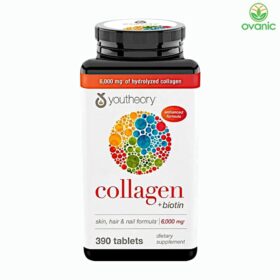 ovanic
6,000 mg* of hydrolyzed collagen
youtheory
enhanced
formula
collagen
+biotin
skin, hair & nail formula 6,000 mg*
390 tablets
dietary
supplement